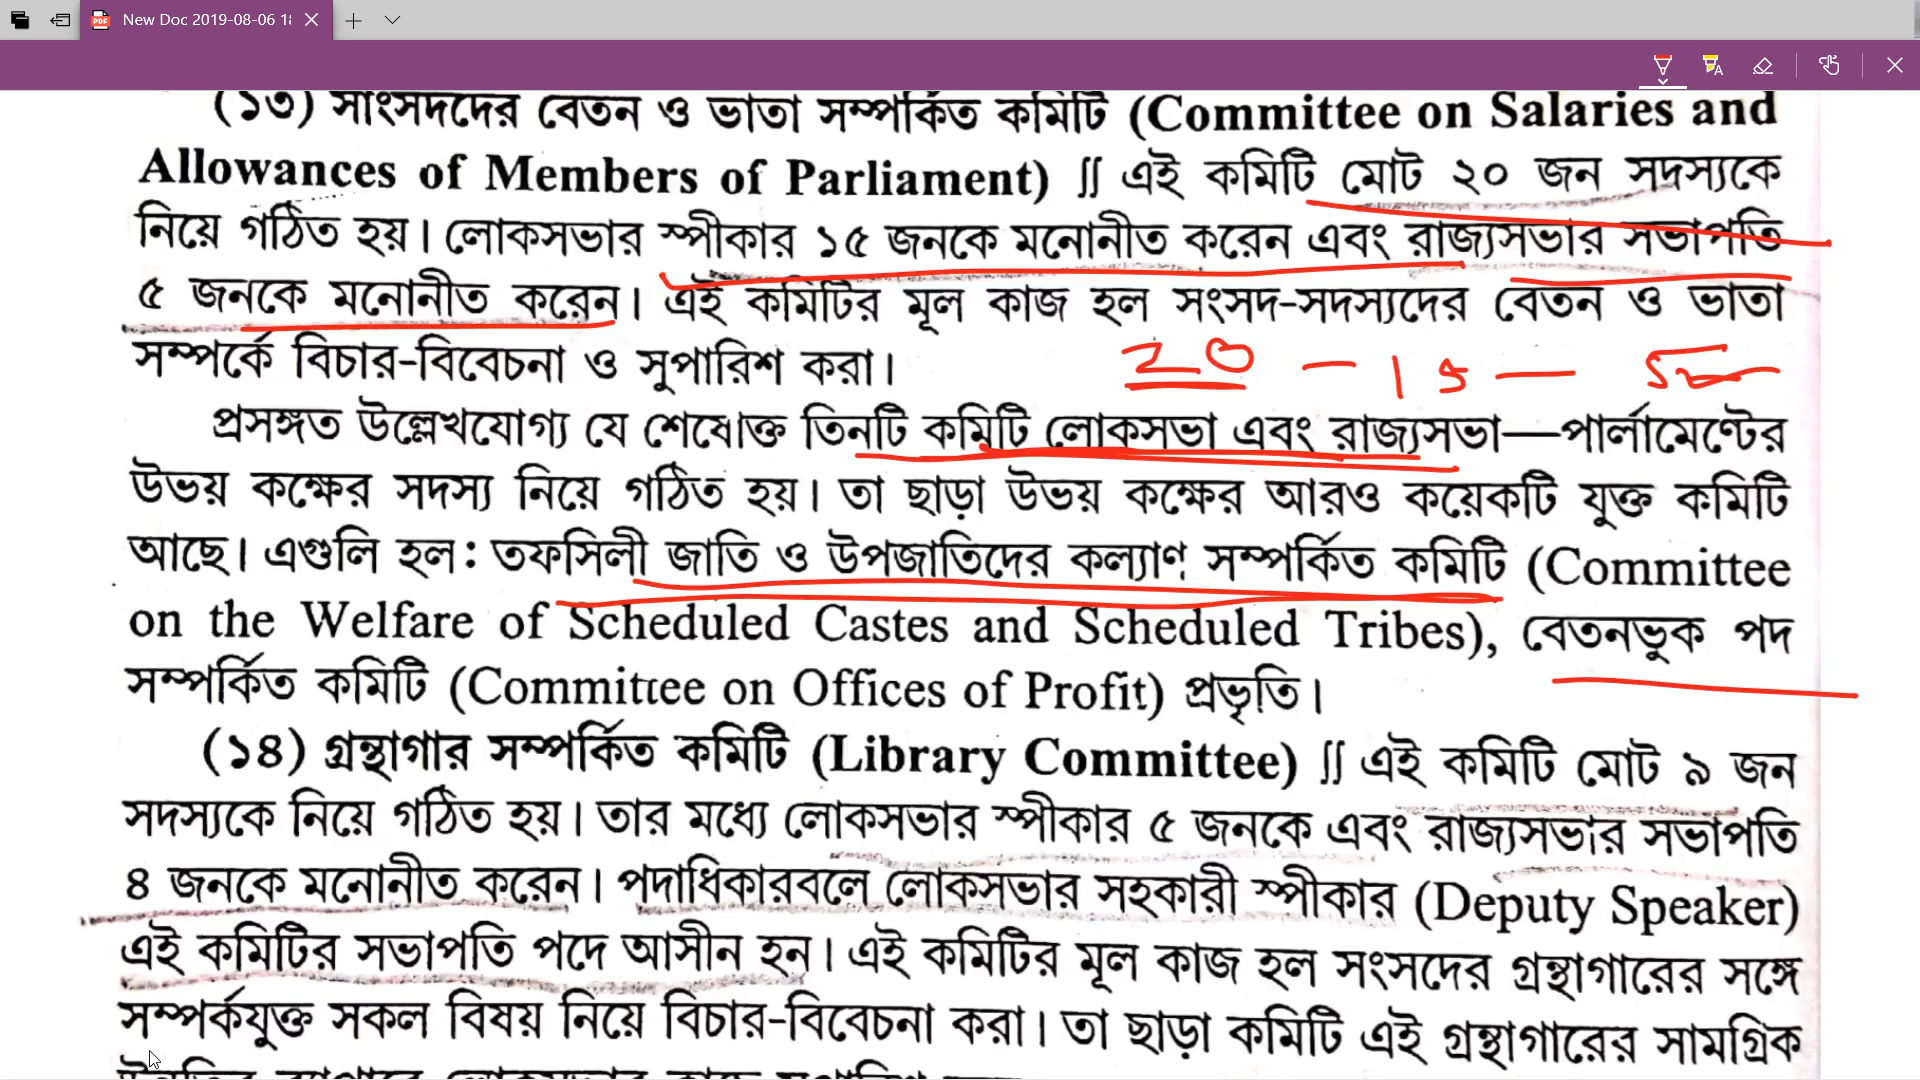 New Doc 2019-08-06 18
(১৩) সাংসদদের বেতন ও ভাতা সম্পর্কিত কমিটি (Committee on Salaries and
Allowances of Members of Parliament) ॥ এই কমিটি মোট ২০ জন সদস্যকে
নিয়ে গঠিত হয়। লোকসভার স্পীকার ১৫ জনকে মনোনীত করেন এবং রাজ্যসভার সভাপতি
৫ জনকে মনোনীত করেন। এই কমিটির মূল কাজ হল সংসদ-সদস্যদের বেতন ও ভাতা
সম্পর্কে বিচার-বিবেচনা ও সুপারিশ করা।
20 – 15 — 5
প্রসঙ্গত উল্লেখযোগ্য যে শেষোক্ত তিনটি কমিটি লোকসভা এবং রাজ্যসভা—পার্লামেন্টের
উভয় কক্ষের সদস্য নিয়ে গঠিত হয়। তা ছাড়া উভয় কক্ষের আরও কয়েকটি যুক্ত কমিটি
আছে। এগুলি হল: তফসিলী জাতি ও উপজাতিদের কল্যাণ সম্পর্কিত কমিটি (Committee
on the Welfare of Scheduled Castes and Scheduled Tribes), বেতনভুক পদ
সম্পর্কিত কমিটি (Committee on Offices of Profit) প্রভৃতি।
(১৪) গ্রন্থাগার সম্পর্কিত কমিটি (Library Committee) ॥ এই কমিটি মোট ৯ জন
সদস্যকে নিয়ে গঠিত হয়। তার মধ্যে লোকসভার স্পীকার ৫ জনকে এবং রাজ্যসভার সভাপতি
৪ জনকে মনোনীত করেন। পদাধিকারবলে লোকসভার সহকারী স্পীকার (Deputy Speaker)
এই কমিটির সভাপতি পদে আসীন হন। এই কমিটির মূল কাজ হল সংসদের গ্রন্থাগারের সঙ্গে
সম্পর্কযুক্ত সকল বিষয় নিয়ে বিচার-বিবেচনা করা। তা ছাড়া কমিটি এই গ্রন্থাগারের সামগ্রিক